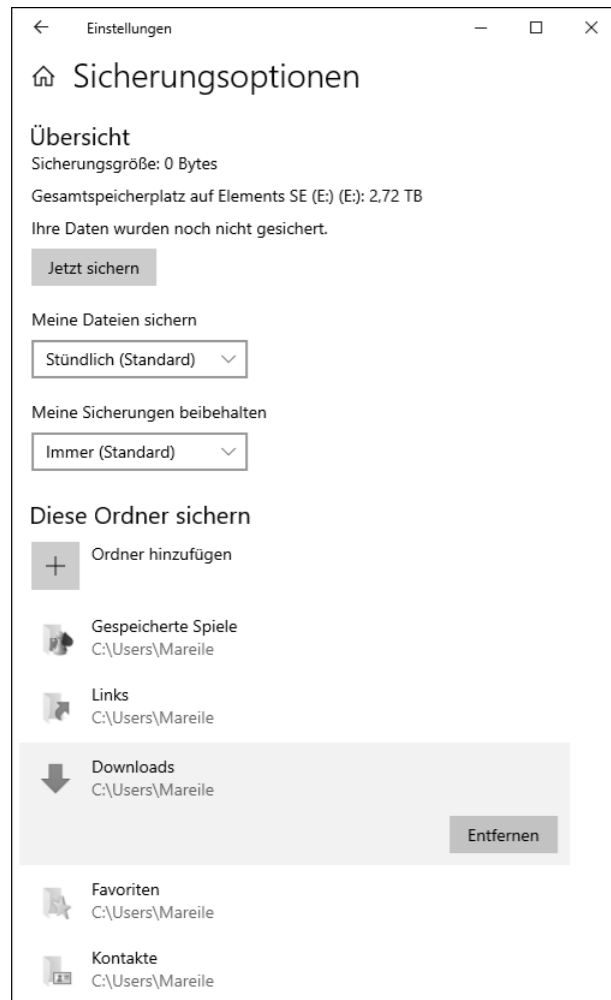 Einstellungen
Sicherungsoptionen
Übersicht
Sicherungsgröße: 0 Bytes
Gesamtspeicherplatz auf Elements SE (E:) (E:): 2,72 TB
Ihre Daten wurden noch nicht gesichert.
Jetzt sichern
Meine Dateien sichern
Stündlich (Standard)
Meine Sicherungen beibehalten
Immer (Standard)
Diese Ordner sichern
Ordner hinzufügen
Gespeicherte Spiele
C:\Users\Mareile
Links
C:\Users\Mareile
Downloads
C:\Users\Mareile
Entfernen
Favoriten
C:\Users\Mareile
Kontakte
C:\Users\Mareile